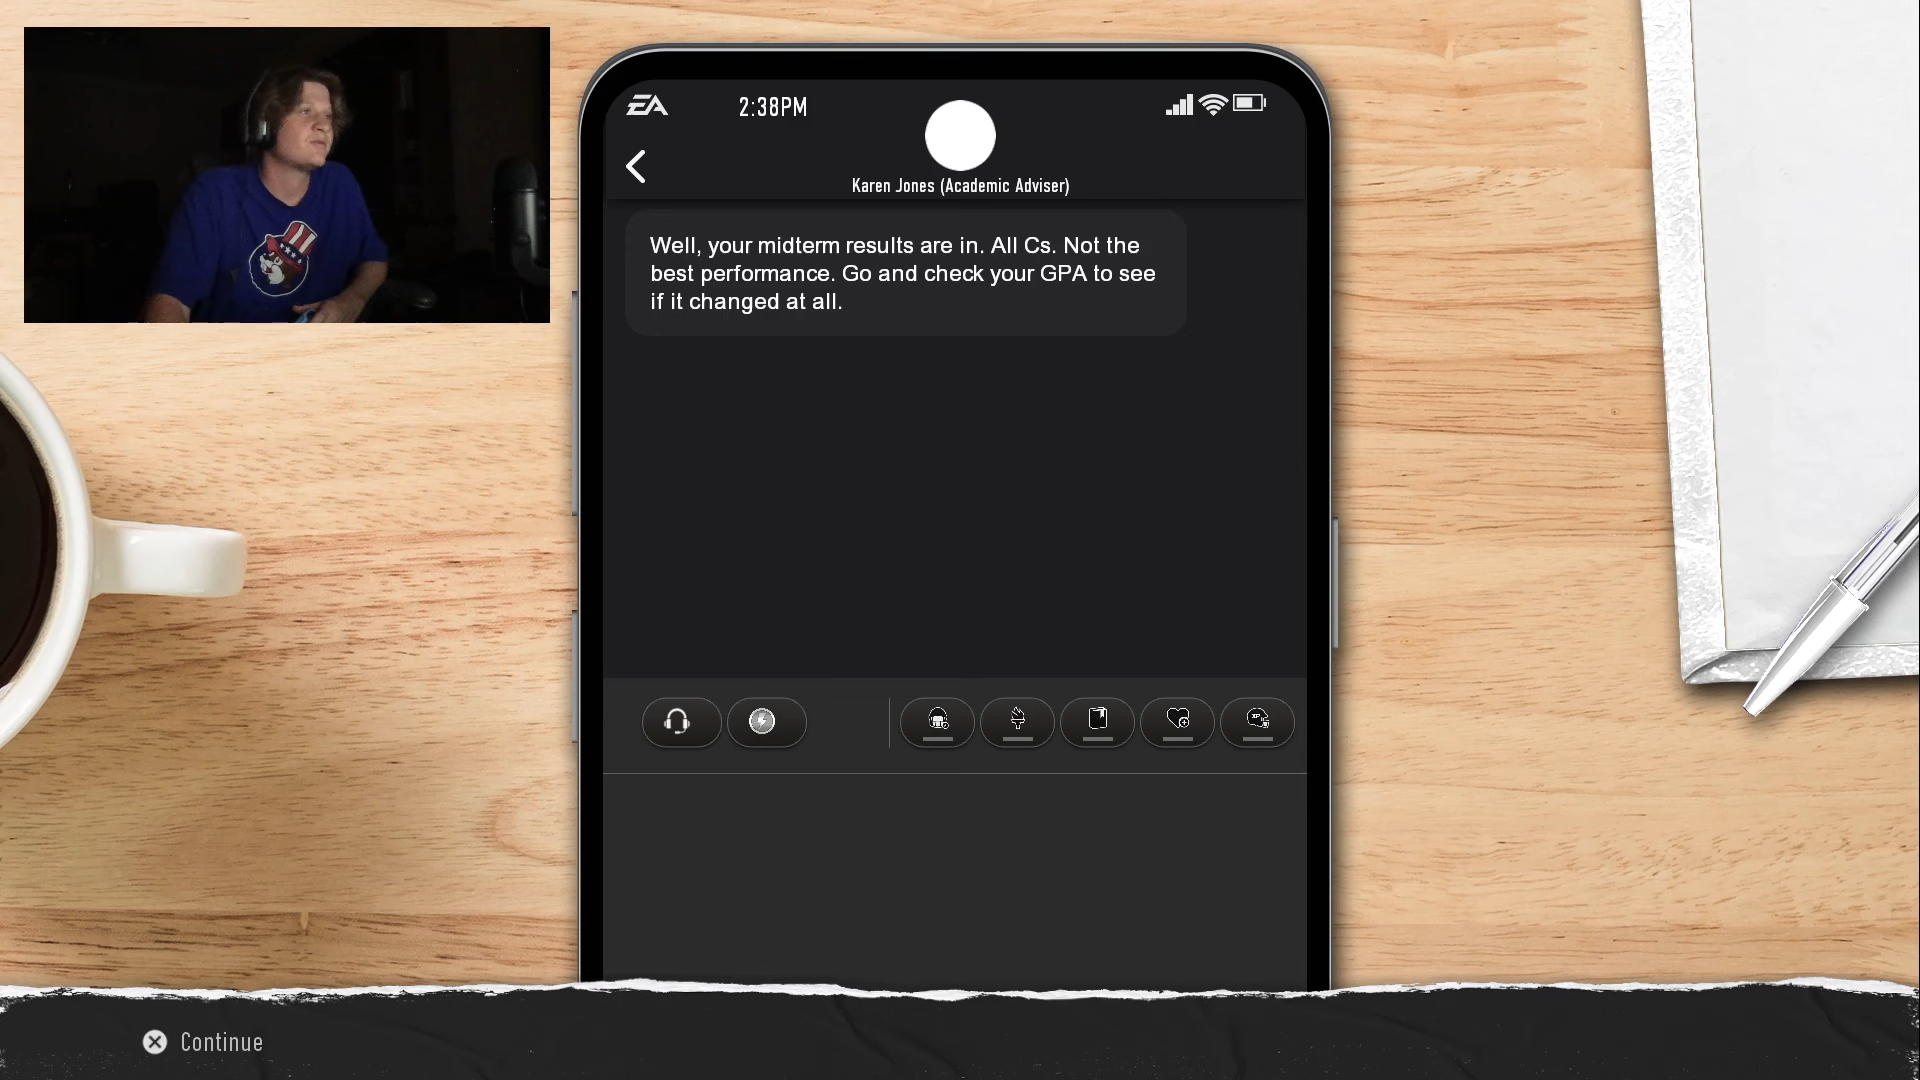 EA
2:38PM
Karen Jones (Academic Adviser)
Well, your midterm results are in. All Cs. Not the
best performance. Go and check your GPA to see
if it changed at all.
Continue